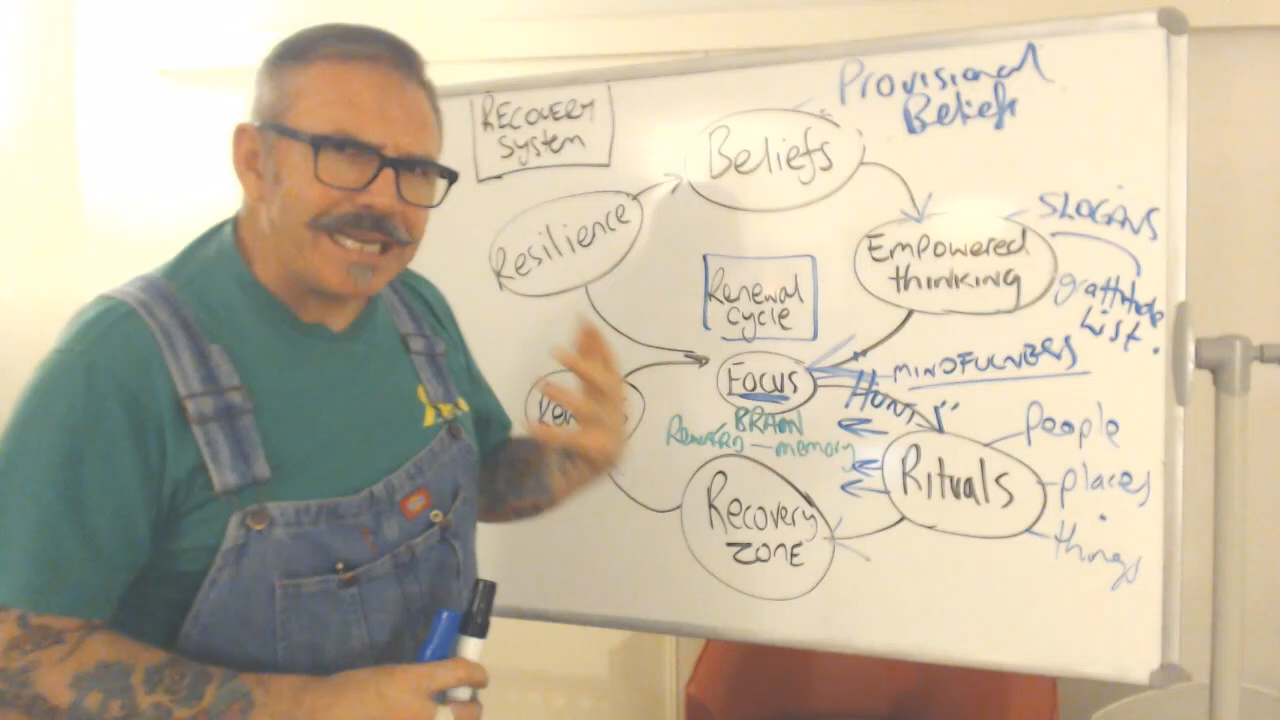 RECOVERY
System
Provisional
Beliefs
Beliefs
Resilience
SLOGANS
EMPowered
thinking
gratitude
List.
Renewal
cycle
MINDFULNESS
Focus
BRAIN
REWARD — memory
People
Rituals
places
things
Recovery
ZONE